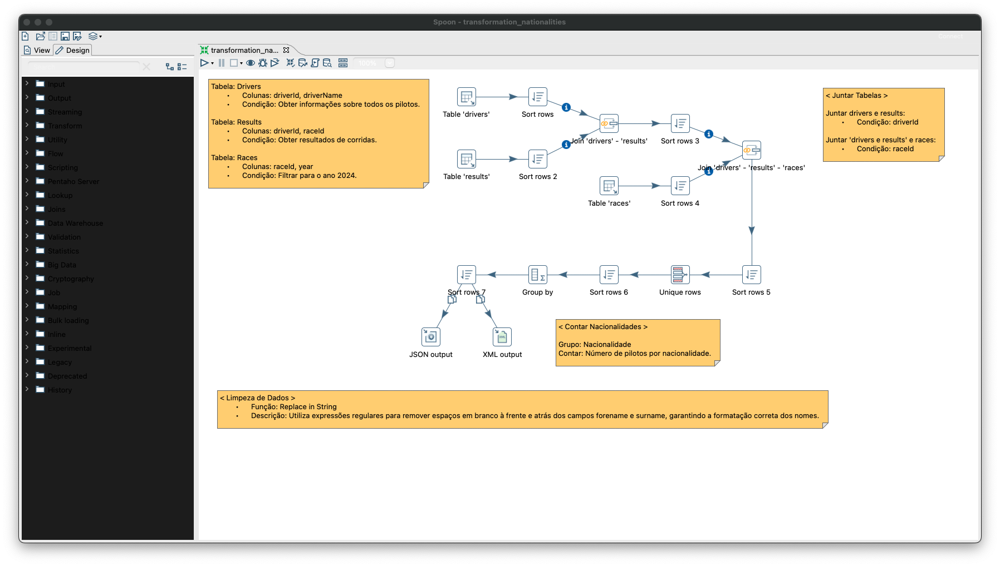 Spoon - transformation_nationalities
Connect
View
Design
transformation_na...
100%
Input
Output
Streaming
Transform
Utility
Flow
Scripting
Pentaho Server
Lookup
Joins
Data Warehouse
Validation
Statistics
Big Data
Cryptography
Job
Mapping
Bulk loading
Inline
Experimental
Legacy
Deprecated
History
Tabela: Drivers
• Colunas: driverId, driverName
• Condição: Obter informações sobre todos os pilotos.
Tabela: Results
• Colunas: driverId, raceId
• Condição: Obter resultados de corridas.
Tabela: Races
• Colunas: raceId, year
• Condição: Filtrar para o ano 2024.
Table 'drivers'
Sort rows
Join 'drivers' - 'results'
Sort rows 3
Table 'results'
Sort rows 2
Join 'drivers' - 'results' - 'races'
Table 'races'
Sort rows 4
< Juntar Tabelas >
Juntar drivers e results:
• Condição: driverId
Juntar 'drivers e results' e races:
• Condição: raceId
Sort rows 7
Group by
Sort rows 6
Unique rows
Sort rows 5
JSON output
XML
XML output
< Contar Nacionalidades >
Grupo: Nacionalidade
Contar: Número de pilotos por nacionalidade.
< Limpeza de Dados >
• Função: Replace in String
• Descrição: Utiliza expressões regulares para remover espaços em branco à frente e atrás dos campos forename e surname, garantindo a formatação correta dos nomes.